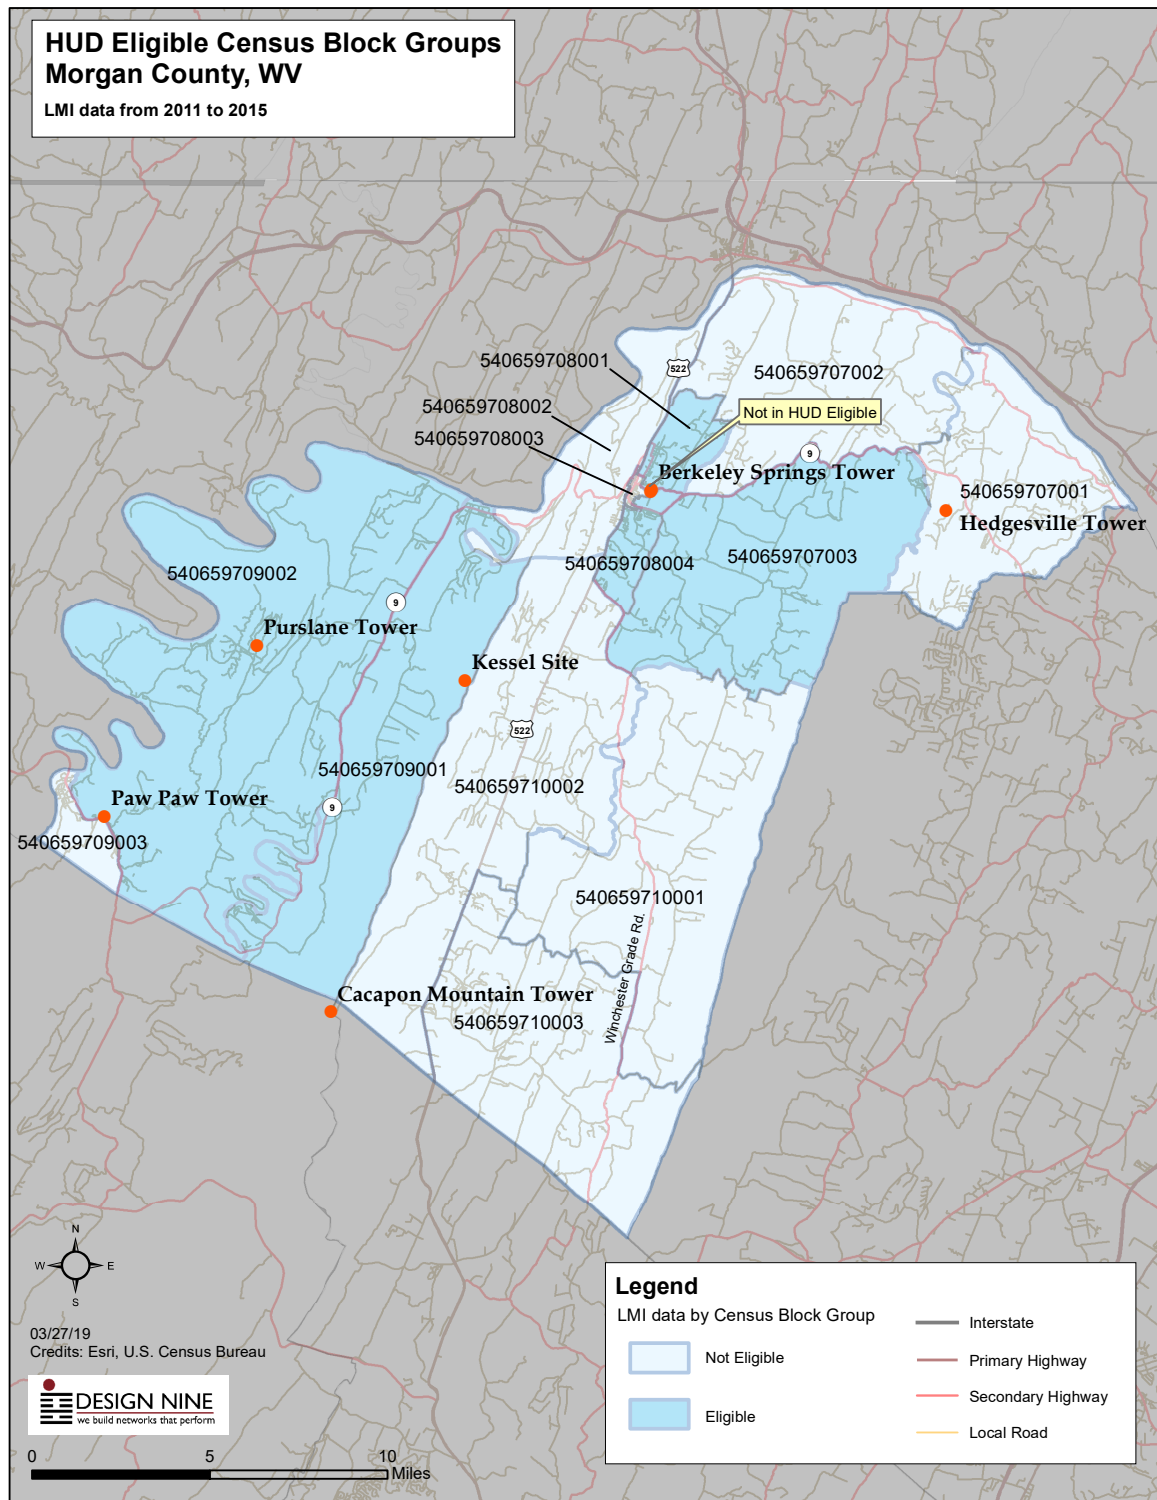 HUD Eligible Census Block Groups
Morgan County, WV
LMI data from 2011 to 2015
540659708001
522
540659707002
540659708002
Not in HUD Eligible
540659708003
9
Berkeley Springs Tower
540659707001
Hedgesville Tower
540659708004
540659707003
540659709002
9
Purslane Tower
Kessel Site
522
540659709001
540659710002
Paw Paw Tower
9
540659709003
540659710001
Winchester Grade Rd.
Cacapon Mountain Tower
540659710003
N
W
E
S
03/27/19
Credits: Esri, U.S. Census Bureau
DESIGN NINE
we build networks that perform
0
5
10
Miles
Legend
LMI data by Census Block Group
Not Eligible
Eligible
Interstate
Primary Highway
Secondary Highway
Local Road